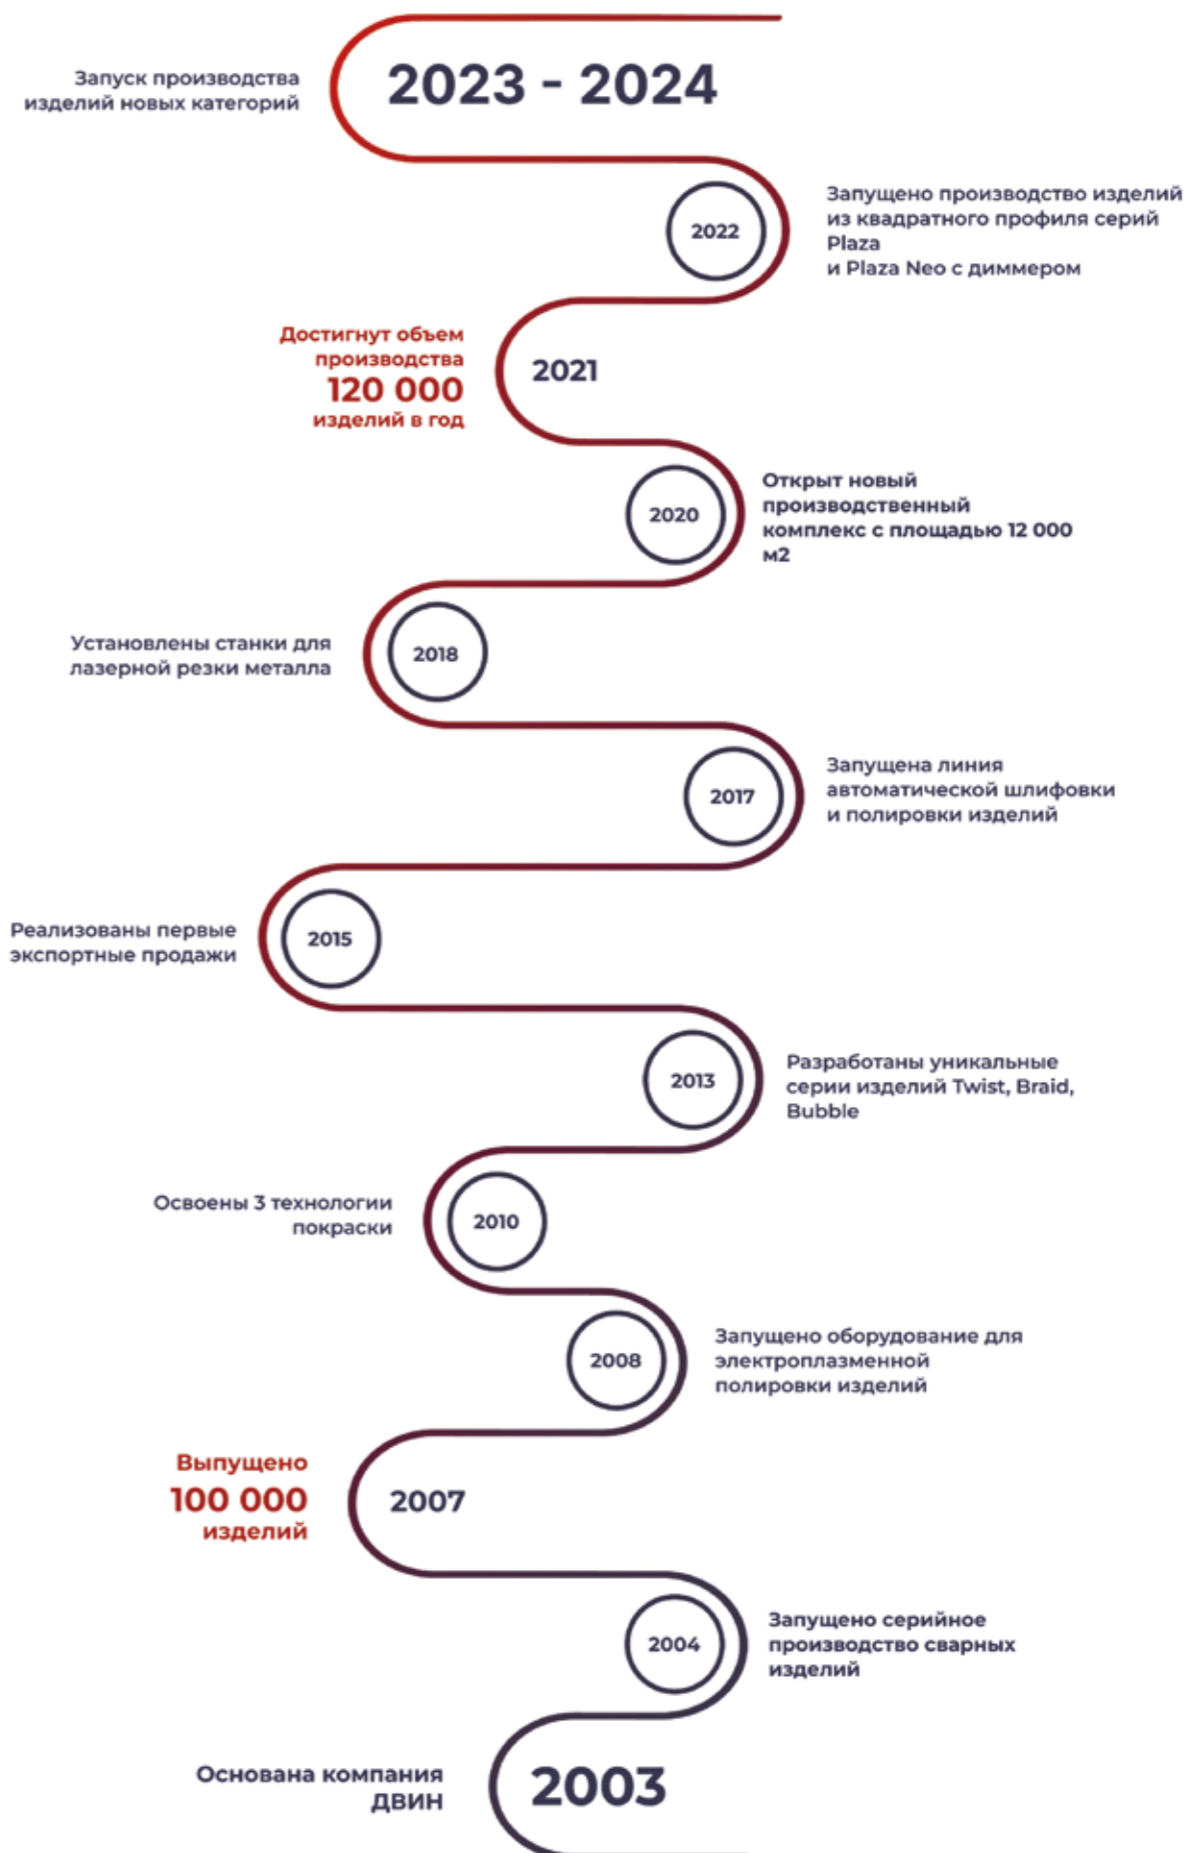 Запуск производства
изделий новых категорий
2023 - 2024
2022
Запущено производство изделий
из квадратного профиля серий
Plaza
и Plaza Neo с диммером
Достигнут объем
производства
120 000
изделий в год
2021
2020
Открыт новый
производственный
комплекс с площадью 12 000
м2
Установлены станки для
лазерной резки металла
2018
2017
Запущена линия
автоматической шлифовки
и полировки изделий
Реализованы первые
экспортные продажи
2015
2013
Разработаны уникальные
серии изделий Twist, Braid,
Bubble
Освоены 3 технологии
покраски
2010
2008
Запущено оборудование для
электроплазменной
полировки изделий
Выпущено
100 000
изделий
2007
2004
Запущено серийное
производство сварных
изделий
Основана компания
ДВИН
2003